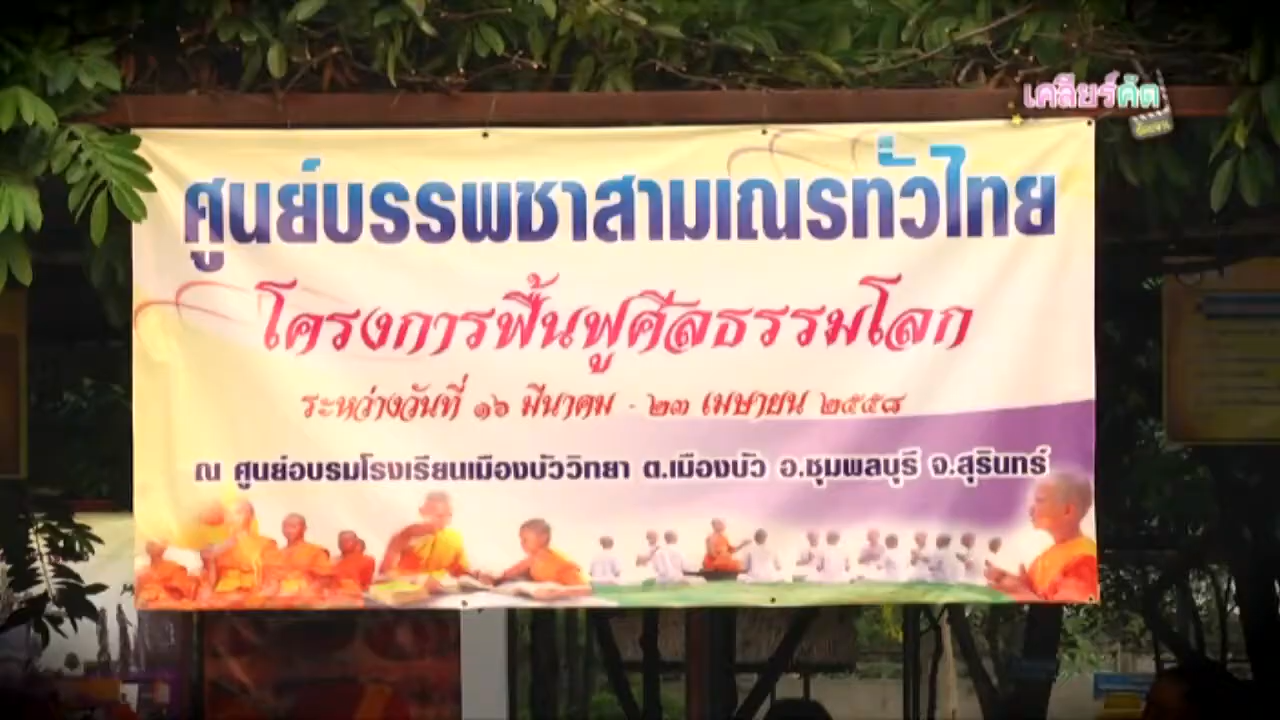 เคลียร์คัต
ศูนย์บรรพชาสามเณรทั่วไทย
โครงการฟื้นฟูศีลธรรมโลก
ระหว่างวันที่ ๑๖ มีนาคม - ๒๓ เมษายน ๒๕๕๘
ณ ศูนย์อบรมโรงเรียนเมืองบัววิทยา ต.เมืองบัว อ.ชุมพลบุรี จ.สุรินทร์